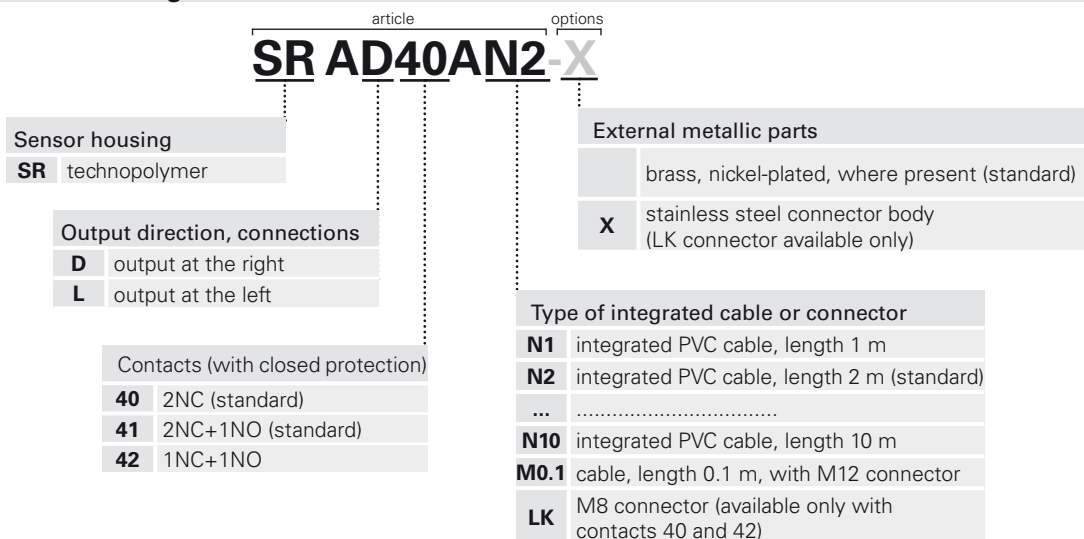 article options
SR AD40AN2-X
Sensor housing
SR technopolymer
Output direction, connections
D output at the right
L output at the left
Contacts (with closed protection)
40 2NC (standard)
41 2NC+1NO (standard)
42 1NC+1NO
External metallic parts
brass, nickel-plated, where present (standard)
X stainless steel connector body
(LK connector available only)
Type of integrated cable or connector
N1 integrated PVC cable, length 1 m
N2 integrated PVC cable, length 2 m (standard)
... .................................
N10 integrated PVC cable, length 10 m
M0.1 cable, length 0.1 m, with M12 connector
LK M8 connector (available only with
contacts 40 and 42)